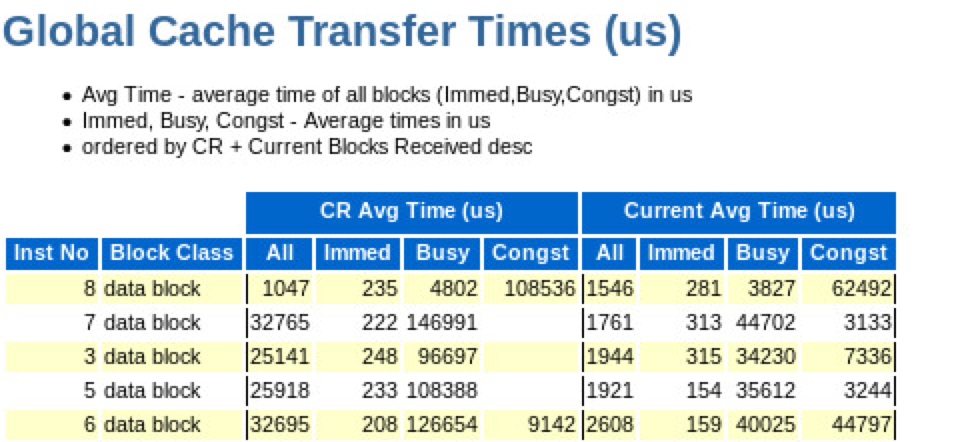 Global Cache Transfer Times (us)
• Avg Time - average time of all blocks (Immed,Busy,Congst) in us
• Immed, Busy, Congst - Average times in us
• ordered by CR + Current Blocks Received desc
CR Avg Time (us) Current Avg Time (us)
Inst No Block Class All Immed Busy Congst All Immed Busy Congst
8 data block 1047 235 4802 108536 1546 281 3827 62492
7 data block 32765 222 146991 1761 313 44702 3133
3 data block 25141 248 96697 1944 315 34230 7336
5 data block 25918 233 108388 1921 154 35612 3244
6 data block 32695 208 126654 9142 2608 159 40025 44797